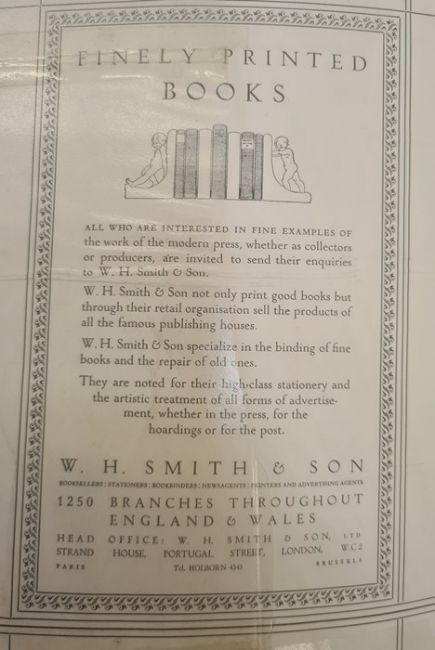 FINELY PRINTED
BOOKS
ALL WHO ARE INTERESTED IN FINE EXAMPLES OF
the work of the modern press, whether as collectors
or producers, are invited to send their enquiries
to W. H. Smith & Son.
W. H. Smith & Son not only print good books but
through their retail organisation sell the products of
all the famous publishing houses.
W. H. Smith & Son specialize in the binding of fine
books and the repair of old ones.
They are noted for their high-class stationery and
the artistic treatment of all forms of advertise-
ment, whether in the press, for the
hoardings or for the post.
W. H. SMITH & SON
BOOKSELLERS : STATIONERS : BOOKBINDERS : NEWSAGENTS : PRINTERS AND ADVERTISING AGENTS
1250 BRANCHES THROUGHOUT
ENGLAND & WALES
HEAD OFFICE: W. H. SMITH & SON, LTD
STRAND HOUSE, PORTUGAL STREET, LONDON, W.C2
PARIS Tel. HOLBORN 4343 BRUSSELS